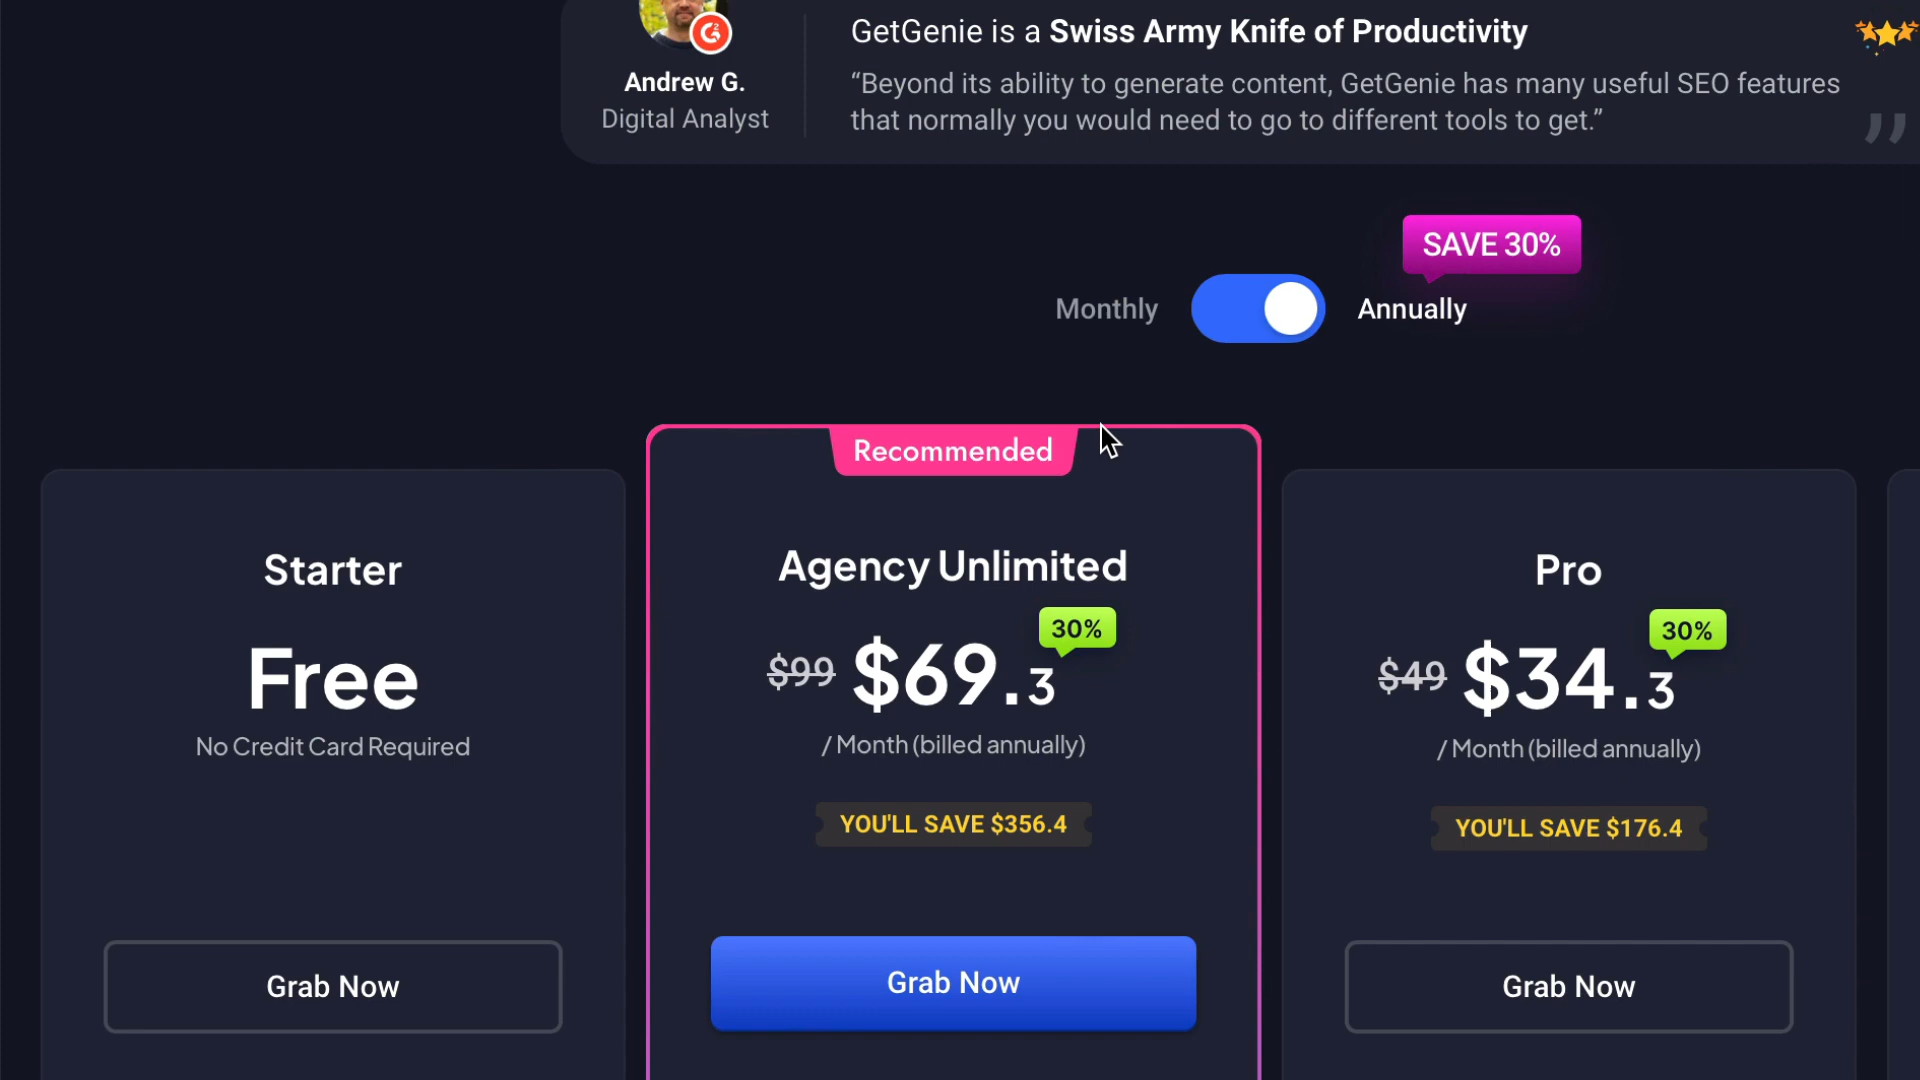 GetGenie is a Swiss Army Knife of Productivity
Andrew G.
Digital Analyst
“Beyond its ability to generate content, GetGenie has many useful SEO features
that normally you would need to go to different tools to get.”
SAVE 30%
Monthly
Annually
Recommended
Starter
Free
No Credit Card Required
Grab Now
Agency Unlimited
30%
$99 $69.3
/ Month (billed annually)
YOU'LL SAVE $356.4
Grab Now
Pro
30%
$49 $34.3
/ Month (billed annually)
YOU'LL SAVE $176.4
Grab Now